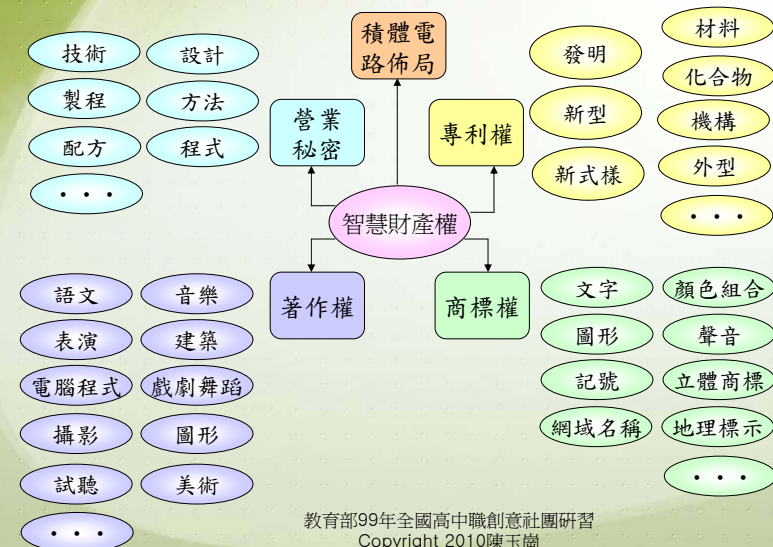 技術
設計
製程
方法
配方
程式
・・・
積體電
路佈局
營業
秘密
專利權
發明
新型
新式樣
材料
化合物
機構
外型
・・・
智慧財產權
著作權
商標權
語文
音樂
表演
建築
電腦程式
戲劇舞蹈
攝影
圖形
試聽
美術
・・・
文字
顏色組合
圖形
聲音
記號
立體商標
網域名稱
地理標示
・・・
教育部99年全國高中職創意社團研習
Copyright 2010陳玉崗